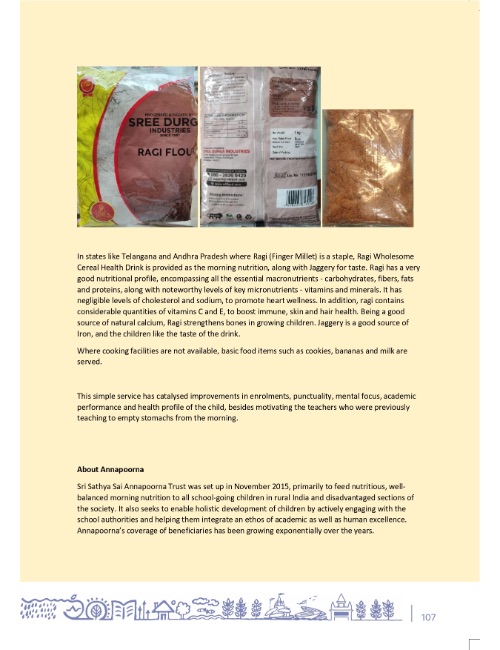 SREE DURG
INDUSTRIES
RAGI FLOU
In states like Telangana and Andhra Pradesh where Ragi (Finger Millet) is a staple, Ragi Wholesome
Cereal Health Drink is provided as the morning nutrition, along with Jaggery for taste. Ragi has a very
good nutritional profile, encompassing all the essential macronutrients - carbohydrates, fibers, fats
and proteins, along with noteworthy levels of key micronutrients - vitamins and minerals. It has
negligible levels of cholesterol and sodium, to promote heart wellness. In addition, ragi contains
considerable quantities of vitamins C and E, to boost immune, skin and hair health. Being a good
source of natural calcium, Ragi strengthens bones in growing children. Jaggery is a good source of
Iron, and the children like the taste of the drink.
Where cooking facilities are not available, basic food items such as cookies, bananas and milk are
served.
This simple service has catalysed improvements in enrolments, punctuality, mental focus, academic
performance and health profile of the child, besides motivating the teachers who were previously
teaching to empty stomachs from the morning.
About Annapoorna
Sri Sathya Sai Annapoorna Trust was set up in November 2015, primarily to feed nutritious, well-
balanced morning nutrition to all school-going children in rural India and disadvantaged sections of
the society. It also seeks to enable holistic development of children by actively engaging with the
school authorities and helping them integrate an ethos of academic as well as human excellence.
Annapoorna's coverage of beneficiaries has been growing exponentially over the years.
107